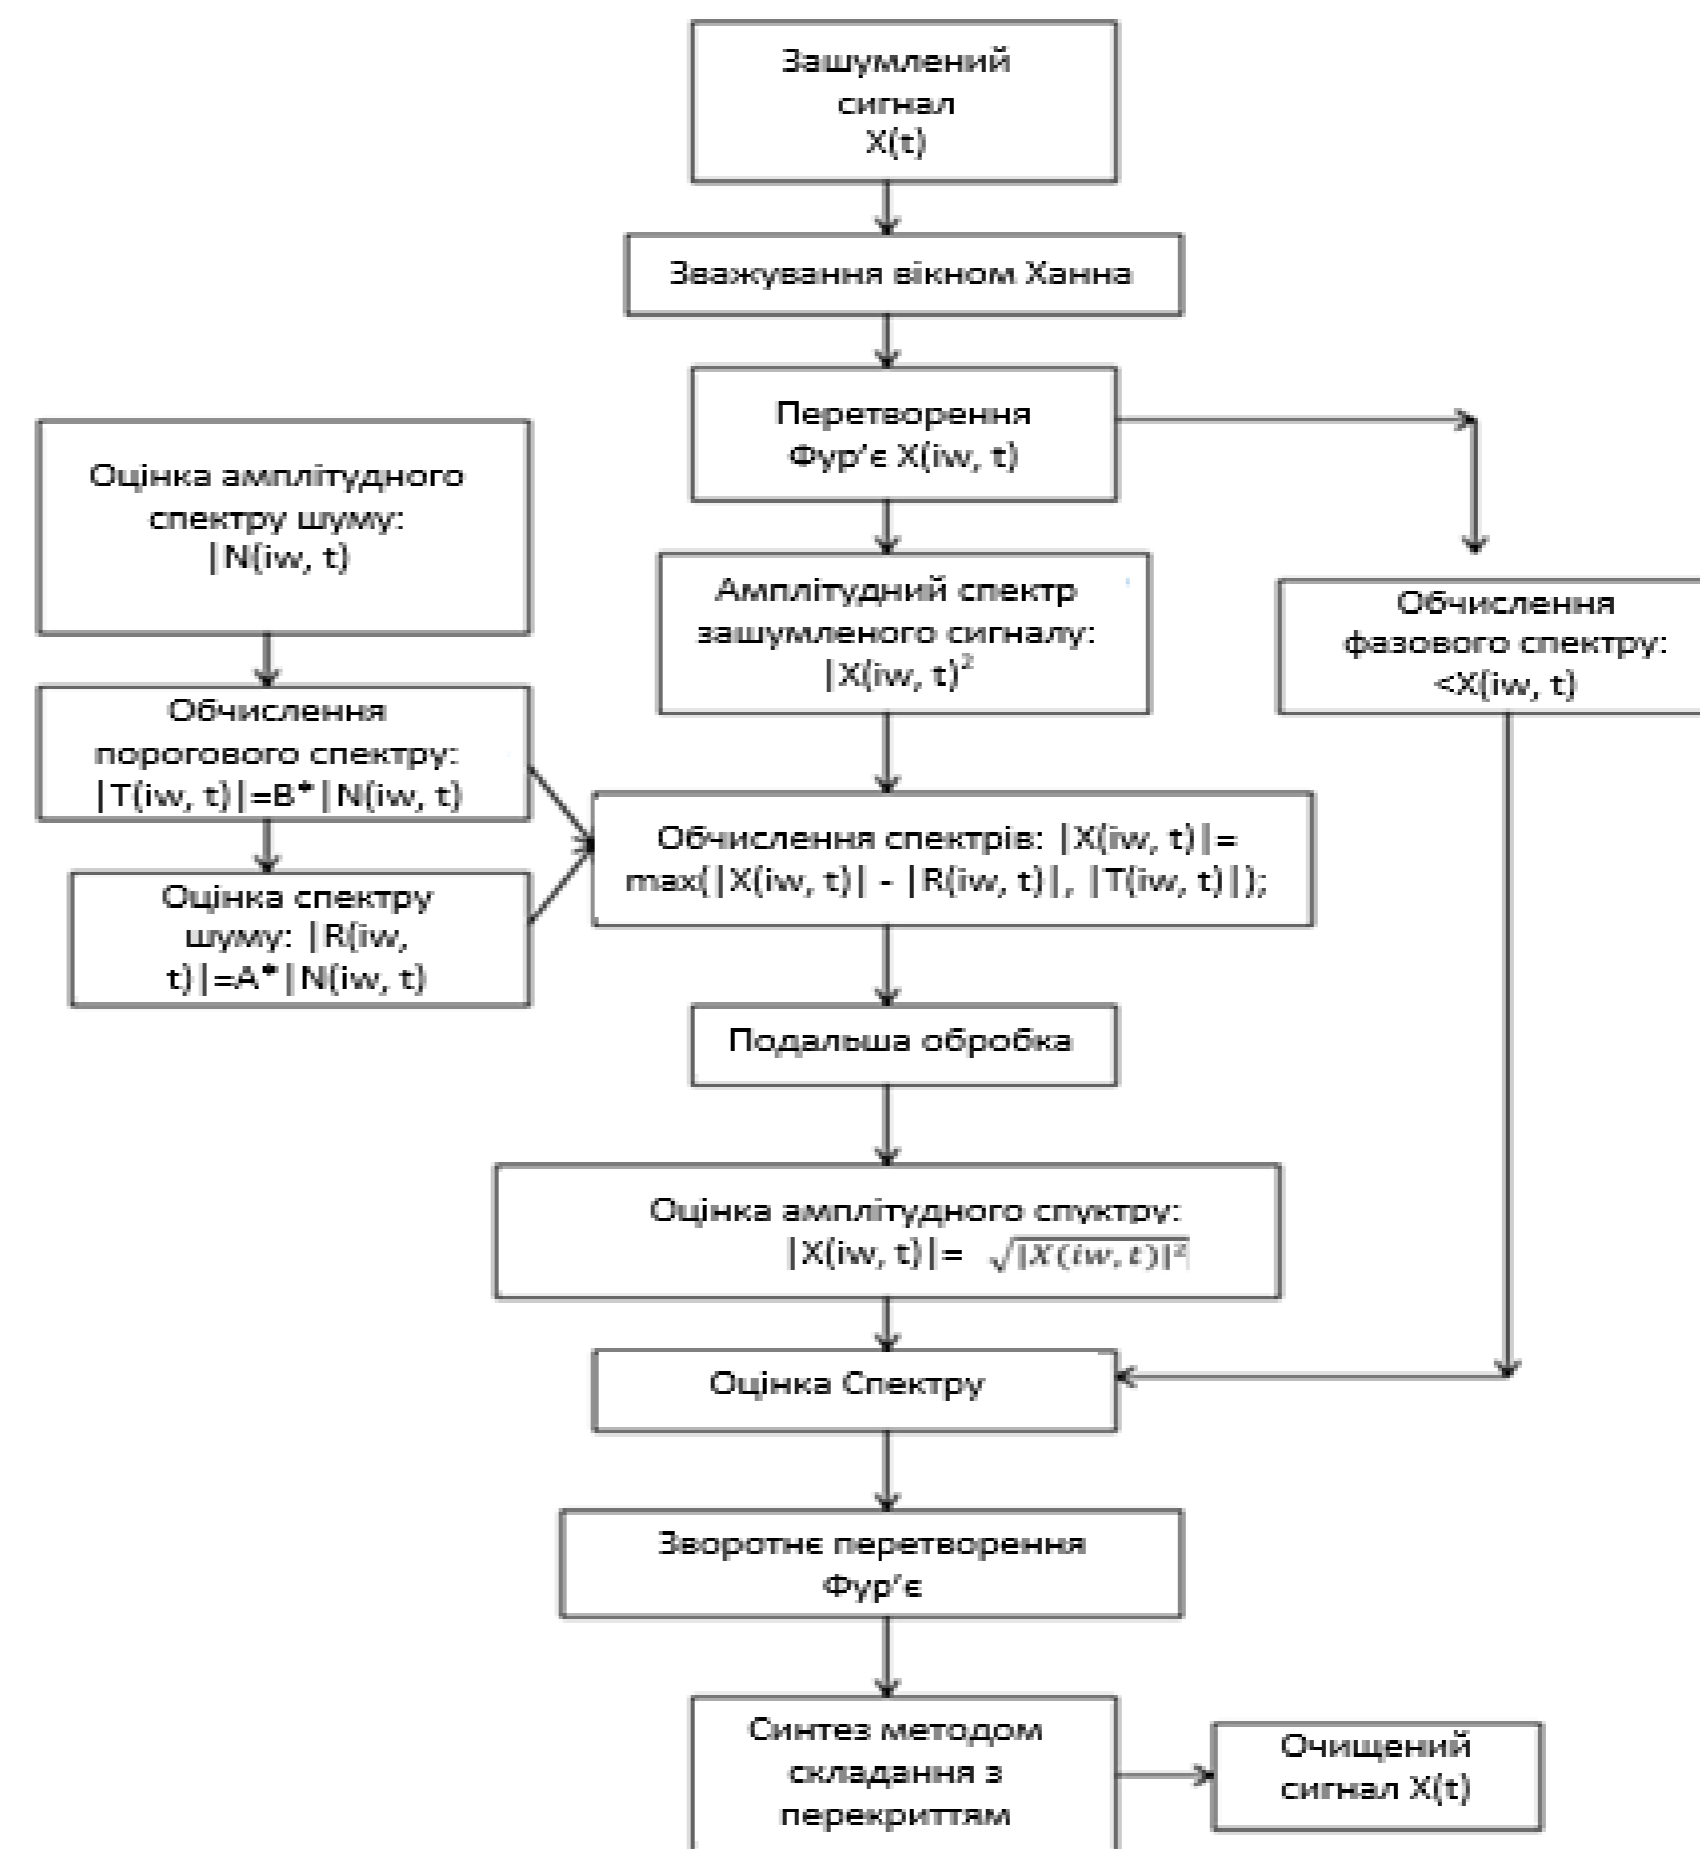 Зашумлений
сигнал
X(t)
Зважування вікном Ханна
Перетворення
Фур'є X(iw, t)
Оцінка амплітудного
спектру шуму:
|N(iw, t)
Амплітудний спектр
зашумленого сигналу:
|X(iw, t)²
Обчислення
фазового спектру:
<X(iw, t)
Обчислення
порогового спектру:
|T(iw, t)|=B*|N(iw, t)
Оцінка спектру
шуму: |R(iw,
t)|=A*|N(iw, t)
Обчислення спектрів: |X(iw, t)|=
max(|X(iw, t)| - |R(iw, t)|, |T(iw, t)|);
Подальша обробка
Оцінка амплітудного спуктру:
|X(iw, t)|= √|X(iw, t)|²
Оцінка Спектру
Зворотнє перетворення
Фур'є
Синтез методом
складання з
перекриттям
Очищений
сигнал X(t)